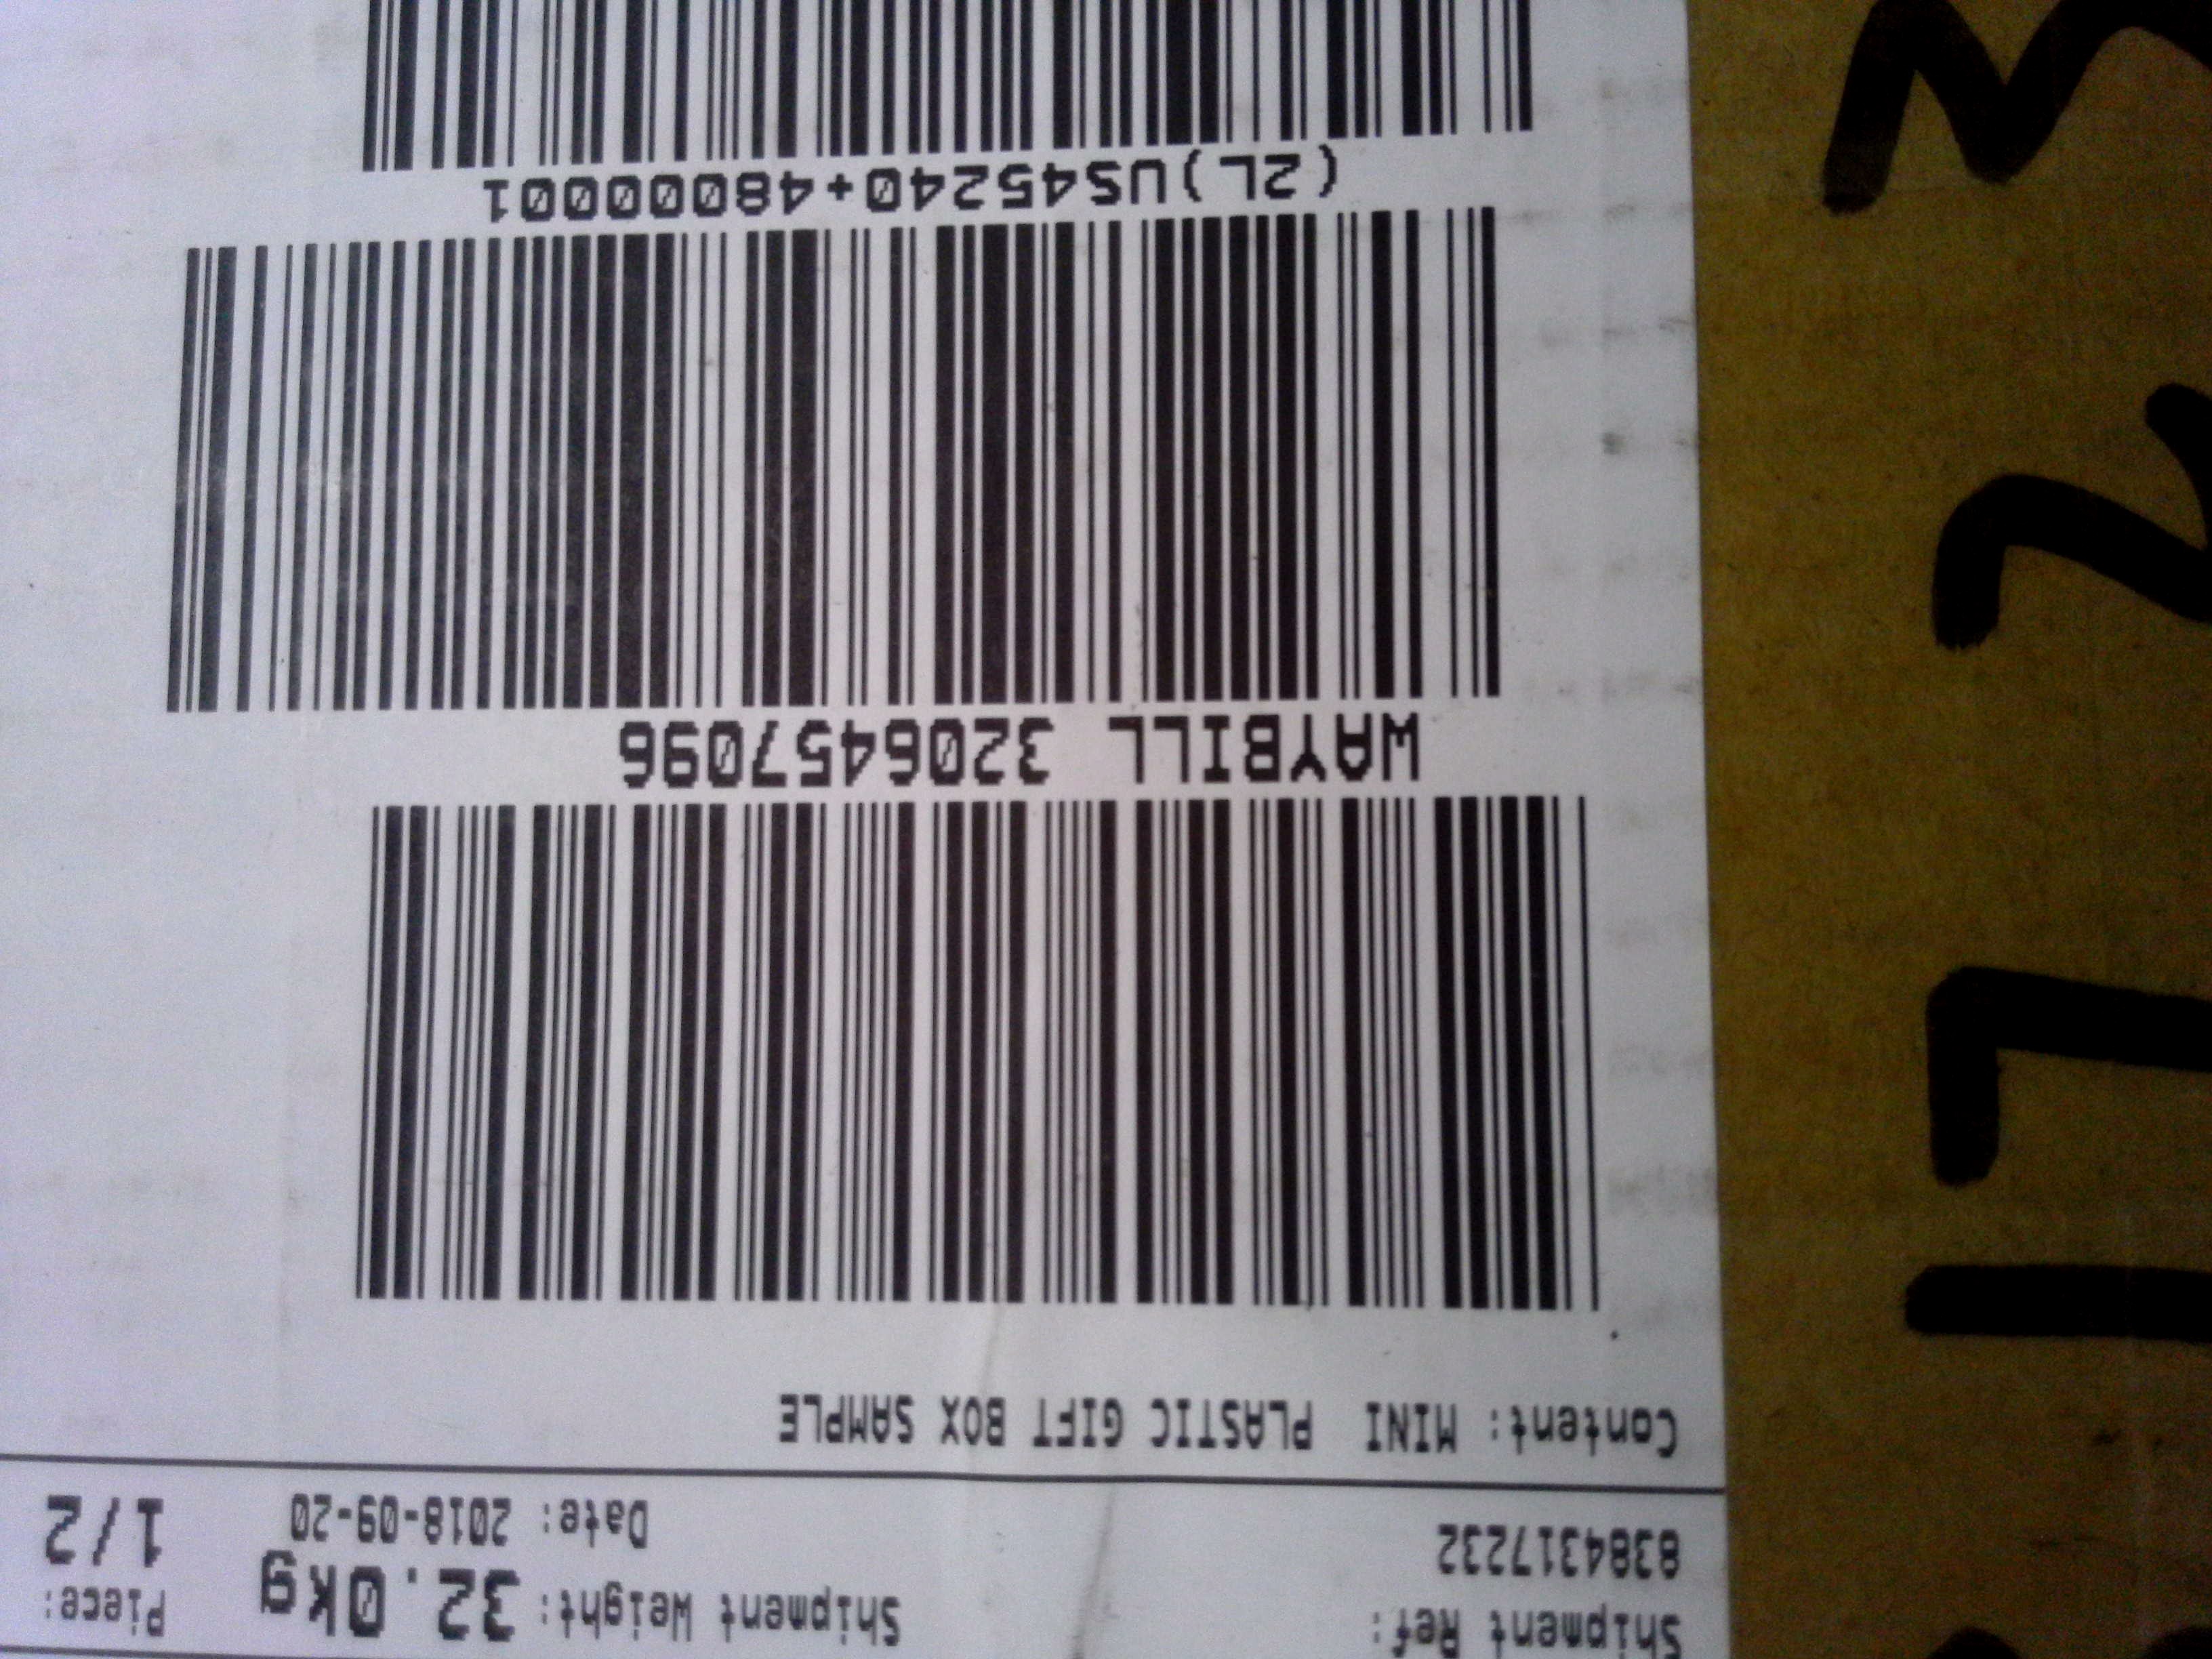 Shipment Ref:
8384317232
Shipment Weight: 32.0kg
Date: 2018-09-20
Piece:
1/2
Content: MINI PLASTIC GIFT BOX SAMPLE
WAYBILL 3206457096
(2L)US45240+48000001